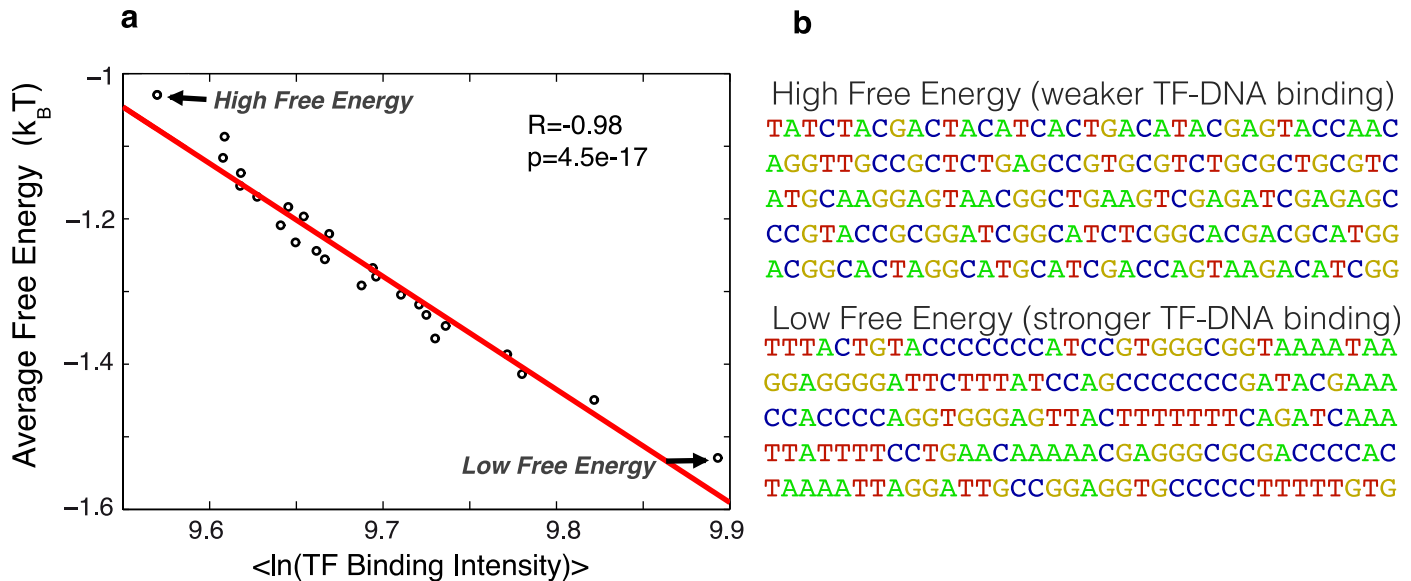 a
Average Free Energy (k_BT)
−1
−1.2
−1.4
−1.6
High Free Energy
R=-0.98
p=4.5e-17
Low Free Energy
9.6
9.7
9.8
9.9
<ln(TF Binding Intensity)>
b
High Free Energy (weaker TF-DNA binding)
TATCTACGACTACATCACTGACATACGAGTACCAAC
AGGTTGCCGCTCTGAGCCGTGCGTCTGCGCTGCGTC
ATGCAAGGAGTAACGGCTGAAGTCGAGATCGAGAGC
CCGTACCGCGGATCGGCATCTCGGCACGACGCATGG
ACGGCACTAGGCATGCATCGACCAGTAAGACATCGG
Low Free Energy (stronger TF-DNA binding)
TTTACTGTACCCCCCCATCCGTGGGCGGTAAAATAA
GGAGGGGATTCTTTATCCAGCCCCCCCGATACGAAA
CCACCCCAGGTGGGAGTTACTTTTTTTCAGATCAAA
TTATTTTCCTGAACAAAAACGAGGGCGCGACCCCAC
TAAAATTAGGATTGCCGGAGGTGCCCCCTTTTTGTG